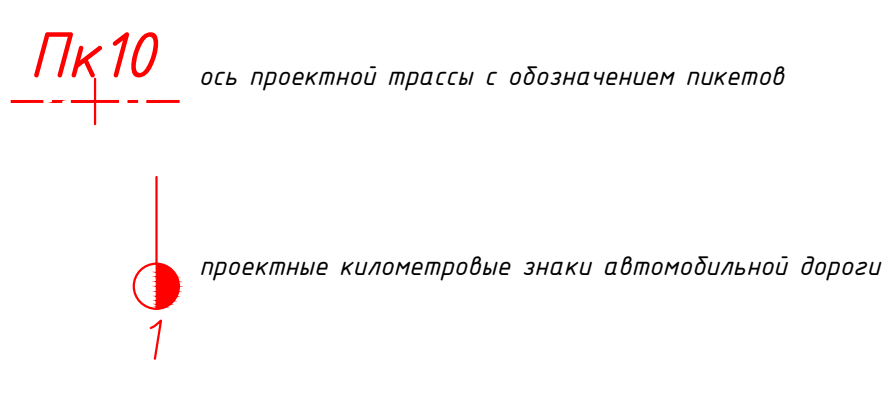 Пк10
ось проектной трассы с обозначением пикетов
проектные километровые знаки автомобильной дороги
1